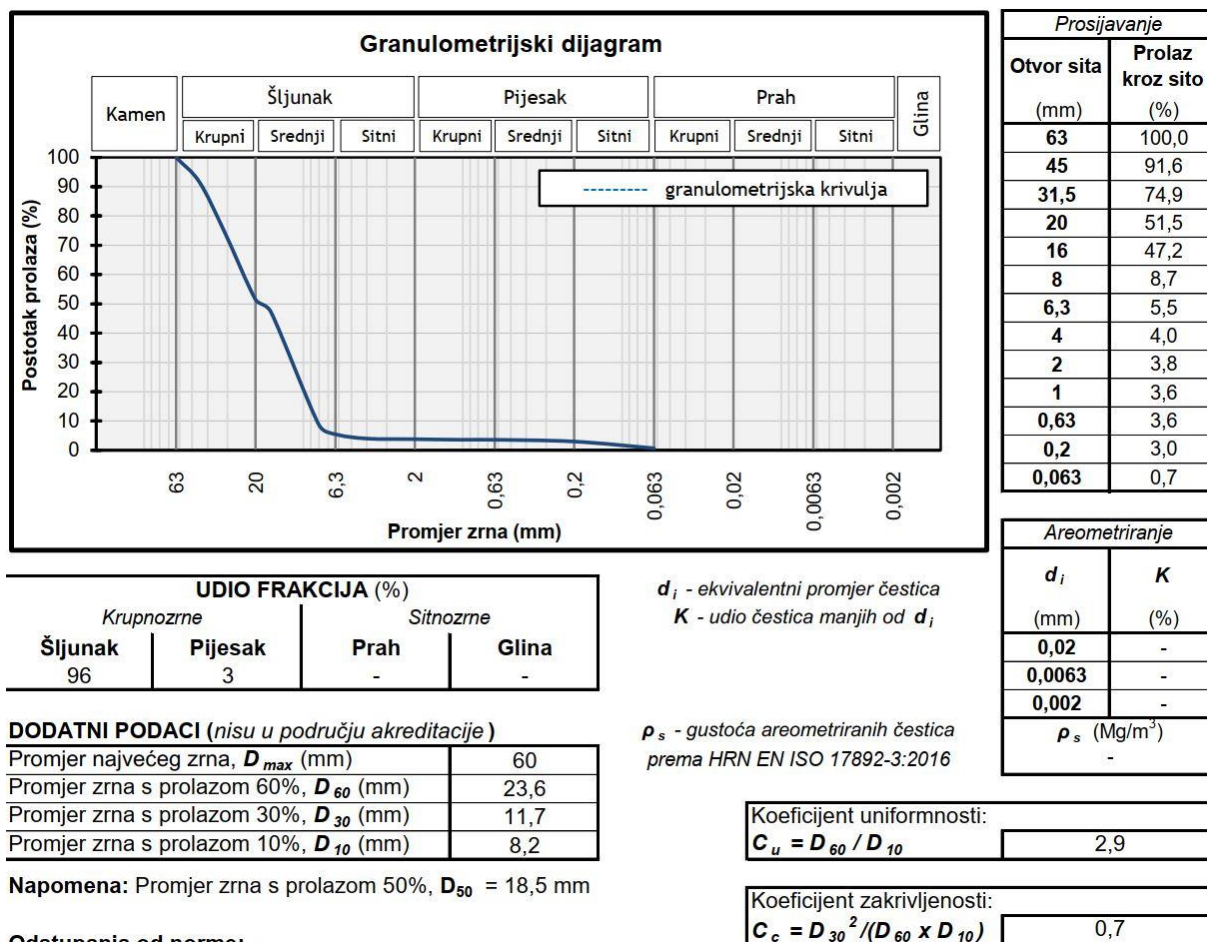 Granulometrijski dijagram
Kamen
Šljunak
Pijesak
Prah
Glina
Krupni Srednji Sitni Krupni Srednji Sitni Krupni Srednji Sitni
granulometrijska krivulja
Postotak prolaza (%)
100
90
80
70
60
50
40
30
20
10
0
63 20 6,3 2 0,63 0,2 0,063 0,02 0,0063 0,002
Promjer zrna (mm)
Prosijavanje
Otvor sita Prolaz kroz sito
(mm) (%)
63 100,0
45 91,6
31,5 74,9
20 51,5
16 47,2
8 8,7
6,3 5,5
4 4,0
2 3,8
1 3,6
0,63 3,6
0,2 3,0
0,063 0,7
Areometriranje
d i K
(mm) (%)
0,02 -
0,0063 -
0,002 -
ρ s (Mg/m³)
-
UDIO FRAKCIJA (%)
Krupnozrne Sitnozrne
Šljunak Pijesak Prah Glina
96 3 - -
d i - ekvivalentni promjer čestica
K - udio čestica manjih od d i
DODATNI PODACI (nisu u području akreditacije)
Promjer najvećeg zrna, D max (mm) 60
Promjer zrna s prolazom 60%, D 60 (mm) 23,6
Promjer zrna s prolazom 30%, D 30 (mm) 11,7
Promjer zrna s prolazom 10%, D 10 (mm) 8,2
ρ s - gustoća areometriranih čestica
prema HRN EN ISO 17892-3:2016
Napomena: Promjer zrna s prolazom 50%, D50 = 18,5 mm
Koeficijent uniformnosti:
C u = D 60 / D 10 2,9
Koeficijent zakrivljenosti:
C c = D 30 ²/(D 60 x D 10) 0,7
Odstupanja od norme: